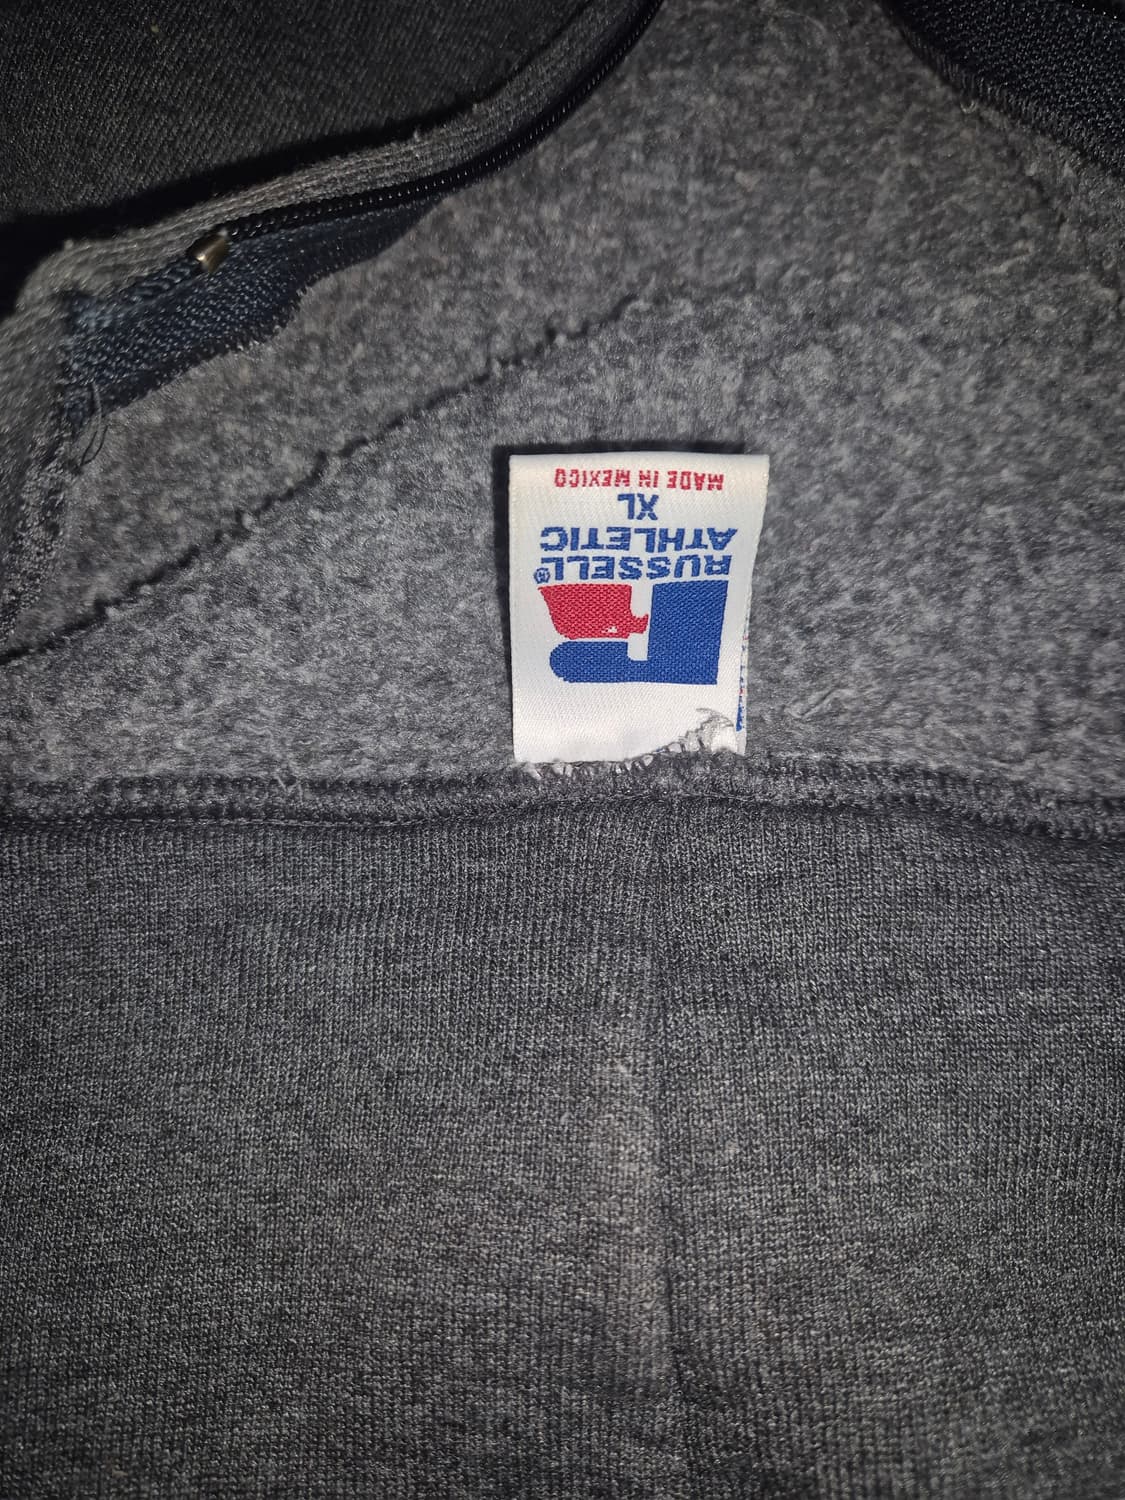 RUSSELL®
ATHLETIC
XL
MADE IN MEXICO